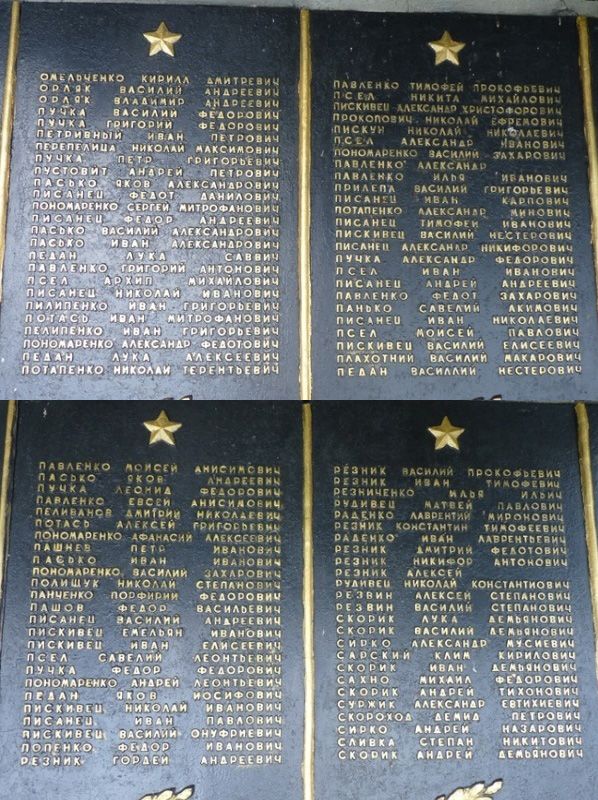 ОМЕЛЬЧЕНКО КИРИЛЛ ДМИТРЕВИЧ
ОРЛЯК ВАСИЛИЙ АНДРЕЕВИЧ
ОРЛЯК ВЛАДИМИР АНДРЕЕВИЧ
ПУЧКА ВАСИЛИЙ ФЕДОРОВИЧ
ПУЧКА ГРИГОРИЙ ФЕДОРОВИЧ
ПЕТРИВНЫЙ ИВАН ПЕТРОВИЧ
ПЕРЕПЕЛИЦА НИКОЛАЙ МАКСИМОВИЧ
ПУЧКА ПЕТР ГРИГОРЬЕВИЧ
ПУСТОВИТ АНДРЕЙ ПЕТРОВИЧ
ПАСЬКО ЯКОВ АЛЕКСАНДРОВИЧ
ПИСАНЕЦ ФЕДОТ ДАНИЛОВИЧ
ПОНОМАРЕНКО СЕРГЕЙ МИТРОФАНОВИЧ
ПИСАНЕЦ ФЕДОР АНДРЕЕВИЧ
ПАСЬКО ВАСИЛИЙ АЛЕКСАНДРОВИЧ
ПАСЬКО ИВАН АЛЕКСАНДРОВИЧ
ПЕДАН ЛУКА САВВИЧ
ПАВЛЕНКО ГРИГОРИЙ АНТОНОВИЧ
ПСЕЛ АРХИП МИХАЙЛОВИЧ
ПИСАНЕЦ НИКОЛАЙ ИВАНОВИЧ
ПИЛИПЕНКО ИВАН ГРИГОРЬЕВИЧ
ПОТАСЬ ИВАН МИТРОФАНОВИЧ
ПЕЛИПЕНКО ИВАН ГРИГОРЬЕВИЧ
ПОНОМАРЕНКО АЛЕКСАНДР ФЕДОТОВИЧ
ПЕДАН ЛУКА АЛЕКСЕЕВИЧ
ПОТАПЕНКО НИКОЛАЙ ТЕРЕНТЬЕВИЧ
ПАВЛЕНКО ТИМОФЕЙ ПРОКОФЬЕВИЧ
ПСЕЛ НИКИТА МИХАЙЛОВИЧ
ПИСКИВЕЦ АЛЕКСАНДР ХРИСТОФОРОВИЧ
ПРОКОПОВИЧ НИКОЛАЙ ЕФРЕМОВИЧ
ПИСКУН НИКОЛАЙ НИКОЛАЕВИЧ
ПСЕЛ АЛЕКСАНДР ИВАНОВИЧ
ПОНОМАРЕНКО ВАСИЛИЙ ЗАХАРОВИЧ
ПАВЛЕНКО АЛЕКСАНДР
ПАВЛЕНКО ИЛЬЯ ИВАНОВИЧ
ПРИЛЕПА ВАСИЛИЙ ГРИГОРЬЕВИЧ
ПИСАНЕЦ ИВАН КАРПОВИЧ
ПОТАПЕНКО АЛЕКСАНДР МИНОВИЧ
ПИСАНЕЦ ТИМОФЕЙ ИВАНОВИЧ
ПИСКИВЕЦ ВАСИЛИЙ НЕСТЕРОВИЧ
ПИСАНЕЦ АЛЕКСАНДР НИКИФОРОВИЧ
ПУЧКА АЛЕКСАНДР ФЕДОРОВИЧ
ПСЕЛ ИВАН ИВАНОВИЧ
ПИСАНЕЦ АНДРЕЙ АНДРЕЕВИЧ
ПАВЛЕНКО ФЕДОТ ЗАХАРОВИЧ
ПАНЬКО САВЕЛИЙ АКИМОВИЧ
ПИСАНЕЦ ИВАН НИКОЛАЕВИЧ
ПСЕЛ МОИСЕЙ ПАВЛОВИЧ
ПИСКИВЕЦ ВАСИЛИЙ ЕЛИСЕЕВИЧ
ПЛАХОТНИЙ ВАСИЛИЙ МАКАРОВИЧ
ПЕДАН ВАСИЛЛИЙ НЕСТЕРОВИЧ
ПАВЛЕНКО МОИСЕЙ АНИСИМОВИЧ
ПАСЬКО ЯКОВ АНДРЕЕВИЧ
ПУЧКА ЛЕОНИД ФЕДОРОВИЧ
ПАВЛЕНКО ЕВСЕЙ АНИСИМОВИЧ
ПЕЛИВАНОВ ДМИТРИЙ НИКОЛАЕВИЧ
ПОТАСЬ АЛЕКСЕЙ ГРИГОРЬЕВИЧ
ПОНОМАРЕНКО АФАНАСИЙ АЛЕКСЕЕВИЧ
ПАШНЕВ ПЕТР ИВАНОВИЧ
ПАСЬКО ИВАН ИВАНОВИЧ
ПОНОМАРЕНКО ВАСИЛИЙ ЗАХАРОВИЧ
ПОЛИЩУК НИКОЛАЙ СТЕПАНОВИЧ
ПАНЧЕНКО ПОРФИРИЙ ФЕДОРОВИЧ
ПАШОВ ФЕДОР ВАСИЛЬЕВИЧ
ПИСАНЕЦ ВАСИЛИЙ АНДРЕЕВИЧ
ПИСКИВЕЦ ЕМЕЛЬЯН ИВАНОВИЧ
ПИСКИВЕЦ ИВАН ЕЛИСЕЕВИЧ
ПСЕЛ САВЕЛИЙ ЛЕОНТЬЕВИЧ
ПУЧКА ФЕДОР ФЕДОРОВИЧ
ПОНОМАРЕНКО АНДРЕЙ ЛЕОНТЬЕВИЧ
ПЕДАН ЯКОВ ИОСИФОВИЧ
ПИСКИВЕЦ НИКОЛАЙ ИВАНОВИЧ
ПИСАНЕЦ ИВАН ПАВЛОВИЧ
ПИСКИВЕЦ ВАСИЛИЙ ОНУФРИЕВИЧ
ПОПЕНКО ФЕДОР ИВАНОВИЧ
РЕЗНИК ГОРДЕЙ АНДРЕЕВИЧ
РЕЗНИК ВАСИЛИЙ ПРОКОФЬЕВИЧ
РЕЗНИК ИВАН ТИМОФЕВИЧ
РЕЗНИЧЕНКО ИЛЬЯ ИЛЬИЧ
РУДИВЕЦ МАТВЕЙ ПАВЛОВИЧ
РАДЕНКО ЛАВРЕНТИЙ МИРОНОВИЧ
РЕЗНИК КОНСТАНТИН ТИМОФЕЕВИЧ
РАДЕНКО ИВАН ЛАВРЕНТЬЕВИЧ
РЕЗНИК ДМИТРИЙ ФЕДОТОВИЧ
РЕЗНИК НИКИФОР АНТОНОВИЧ
РЕЗНИК АЛЕКСЕЙ
РУДИВЕЦ НИКОЛАЙ КОНСТАНТИОВИЧ
РЕЗВИН АЛЕКСЕЙ СТЕПАНОВИЧ
РЕЗВИН ВАСИЛИЙ СТЕПАНОВИЧ
СКОРИК ЛУКА ДЕМЬЯНОВИЧ
СКОРИК ВАСИЛИЙ ДЕМЬЯНОВИЧ
СИРКО АЛЕКСАНДР МУСИЕВИЧ
САРСКИЙ КЛИМ КИРИЛОВИЧ
СКОРИК ИВАН ДЕМЬЯНОВИЧ
САХНО МИХАИЛ ФЕДОРОВИЧ
СКОРИК АНДРЕЙ ТИХОНОВИЧ
СУРЖИК АЛЕКСАНДР ЕВТИХИЕВИЧ
СКОРОХОД ДЕМИД ПЕТРОВИЧ
СИРКО АНДРЕЙ НАЗАРОВИЧ
СЛИВКА СТЕПАН НИКИТОВИЧ
СКОРИК АНДРЕЙ ДЕМЬЯНОВИЧ